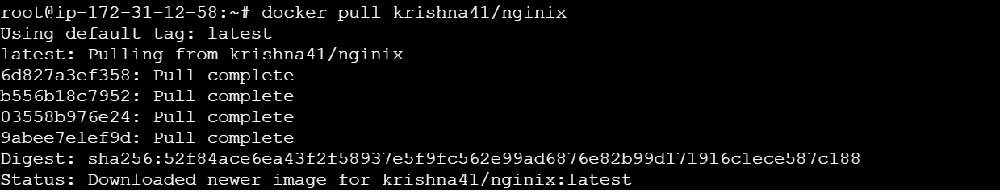 root@ip-172-31-12-58:~# docker pull krishna41/nginix
Using default tag: latest
latest: Pulling from krishna41/nginix
6d827a3ef358: Pull complete
b556b18c7952: Pull complete
03558b976e24: Pull complete
9abee7e1ef9d: Pull complete
Digest: sha256:52f84ace6ea43f2f58937e5f9fc562e99ad6876e82b99d171916c1ece587c188
Status: Downloaded newer image for krishna41/nginix:latest